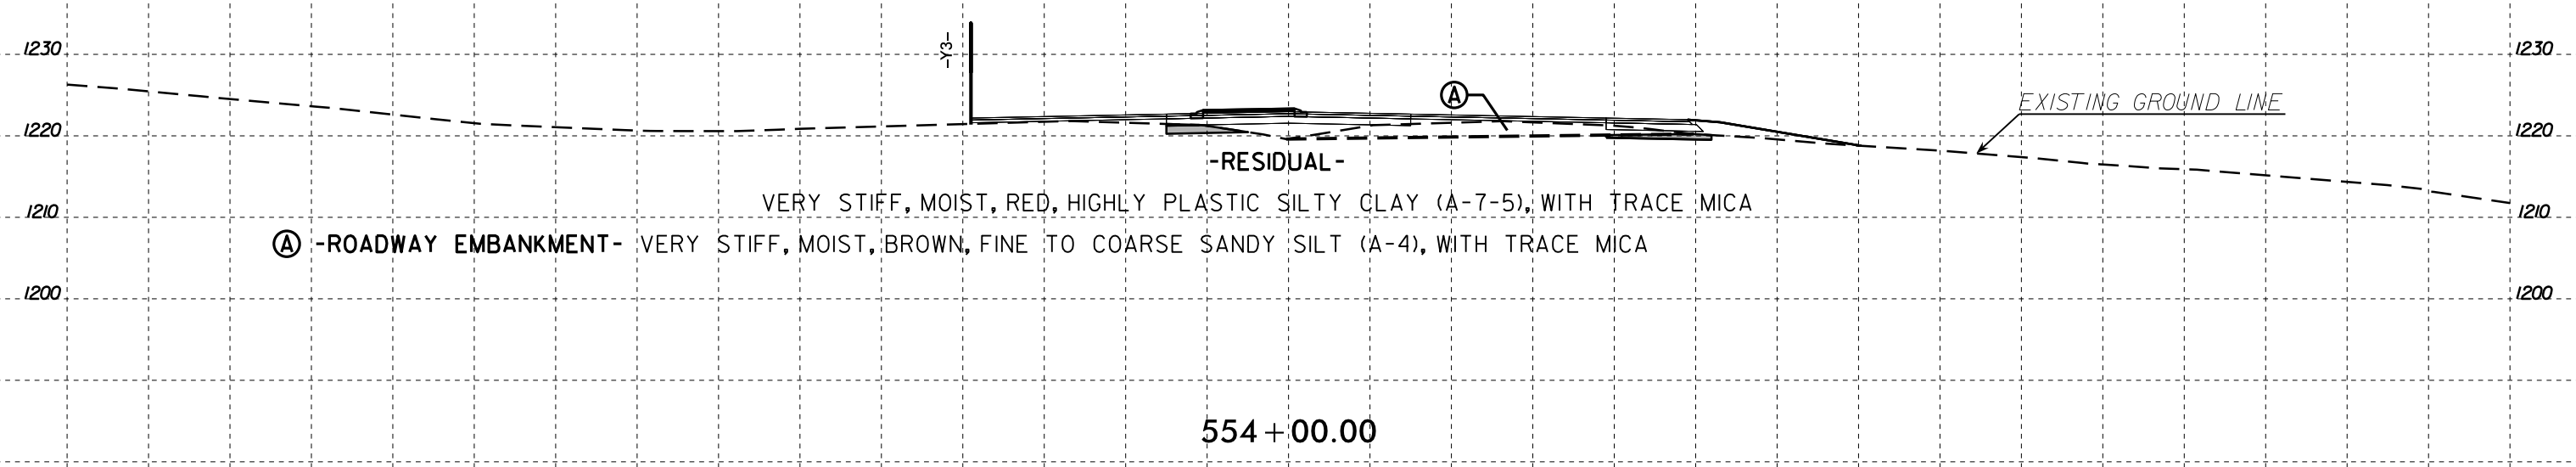 1230 -Y3- 1230
A
EXISTING GROUND LINE
1220 1220
-RESIDUAL-
VERY STIFF, MOIST, RED, HIGHLY PLASTIC SILTY CLAY (A-7-5), WITH TRACE MICA
1210 1210
A -ROADWAY EMBANKMENT- VERY STIFF, MOIST, BROWN, FINE TO COARSE SANDY SILT (A-4), WITH TRACE MICA
1200 1200
554+00.00